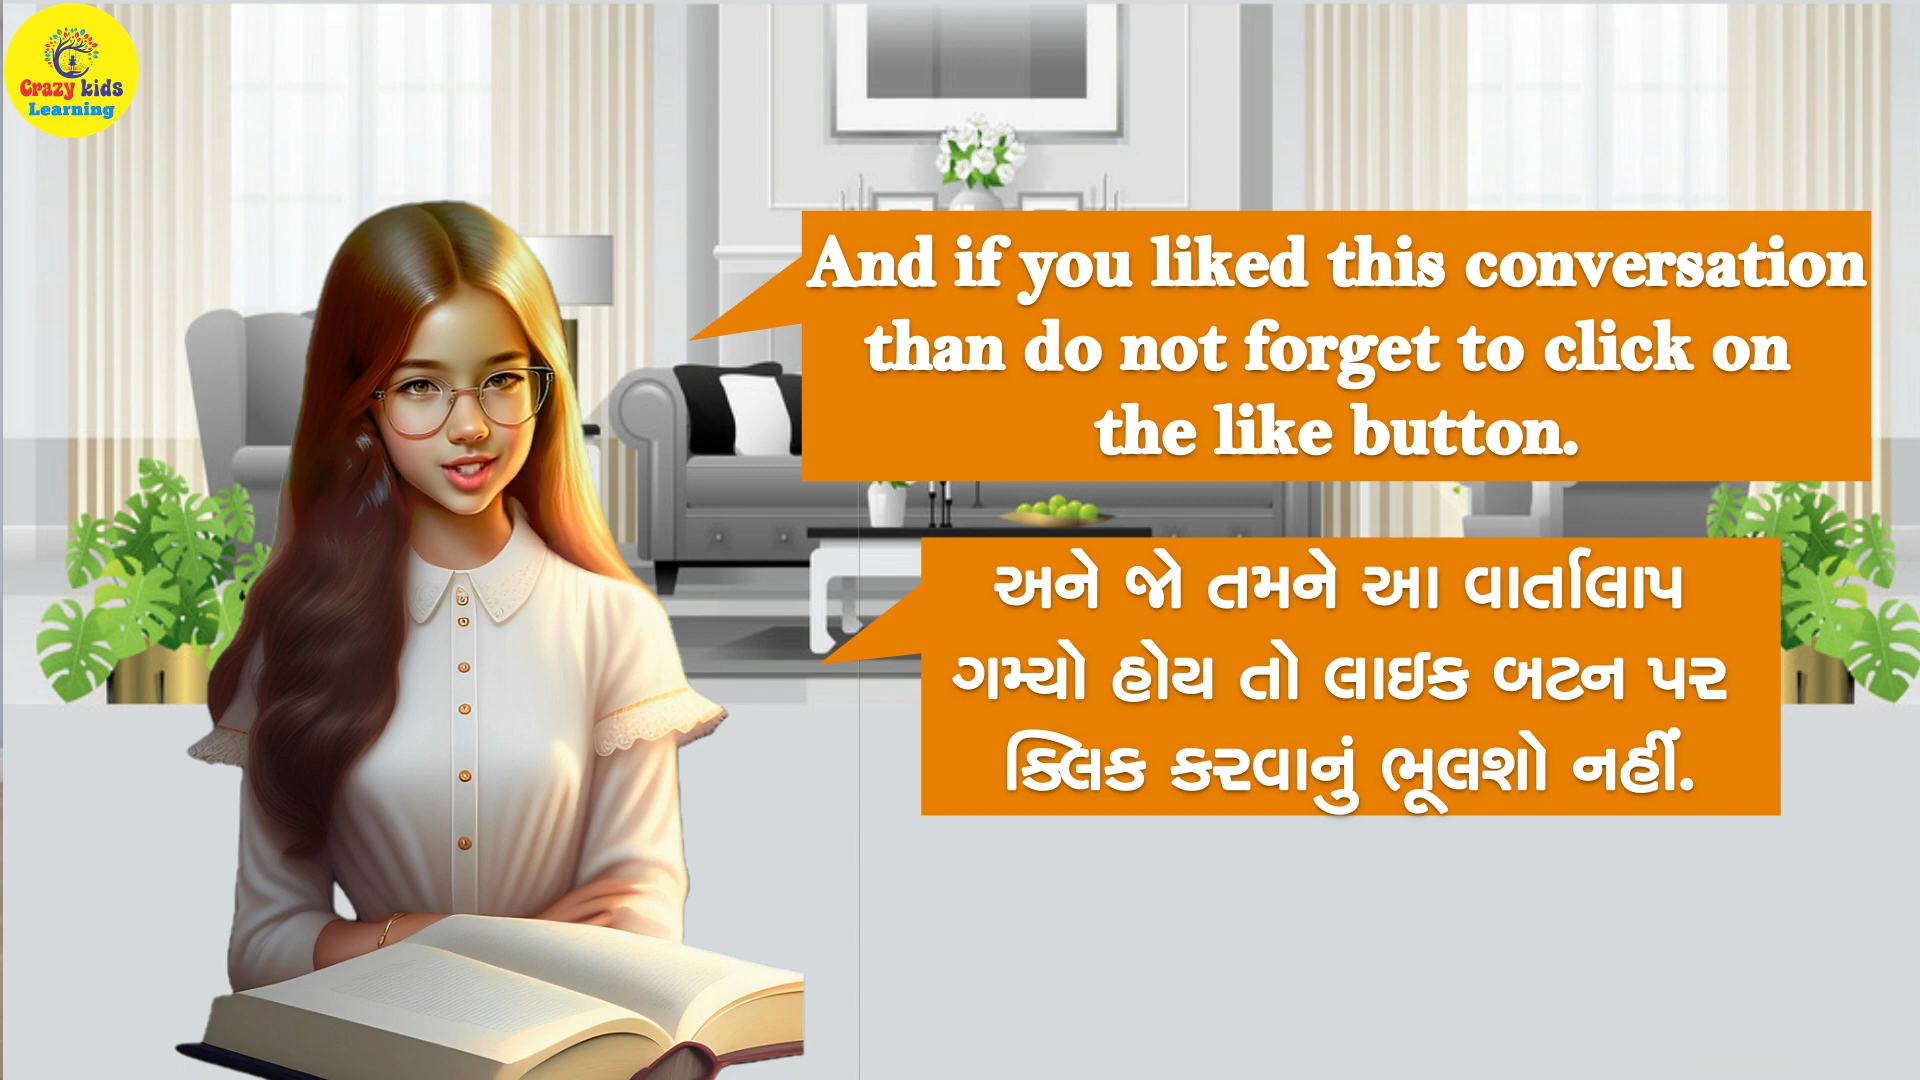 Crazy kids
Learning
And if you liked this conversation
than do not forget to click on
the like button.
અને જો તમને આ વાર્તાલાપ
ગમ્યો હોય તો લાઇક બટન પર
ક્લિક કરવાનું ભૂલશો નહીં.